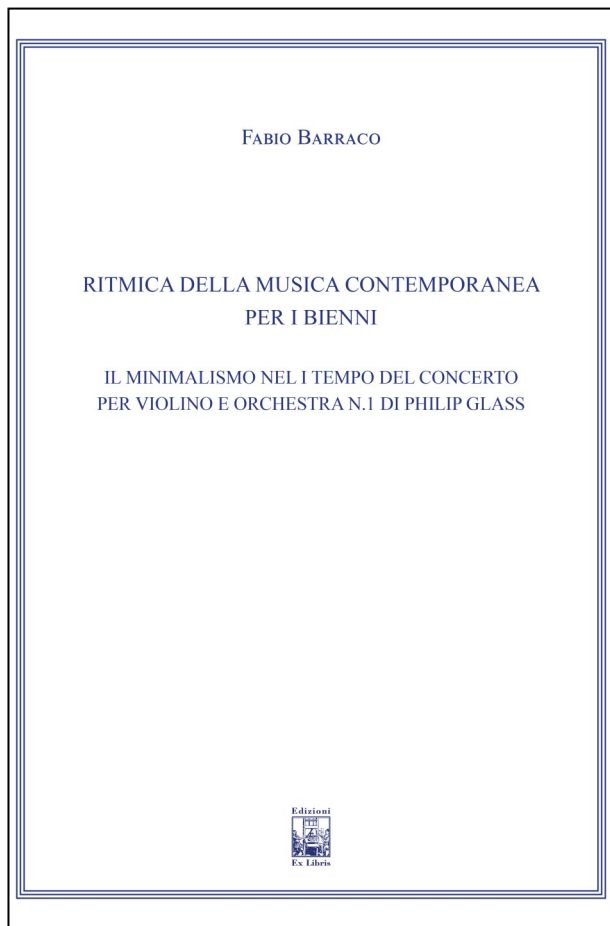 FABIO BARRACO
RITMICA DELLA MUSICA CONTEMPORANEA
PER I BIENNI
IL MINIMALISMO NEL I TEMPO DEL CONCERTO
PER VIOLINO E ORCHESTRA N.1 DI PHILIP GLASS
Edizioni
Ex Libris